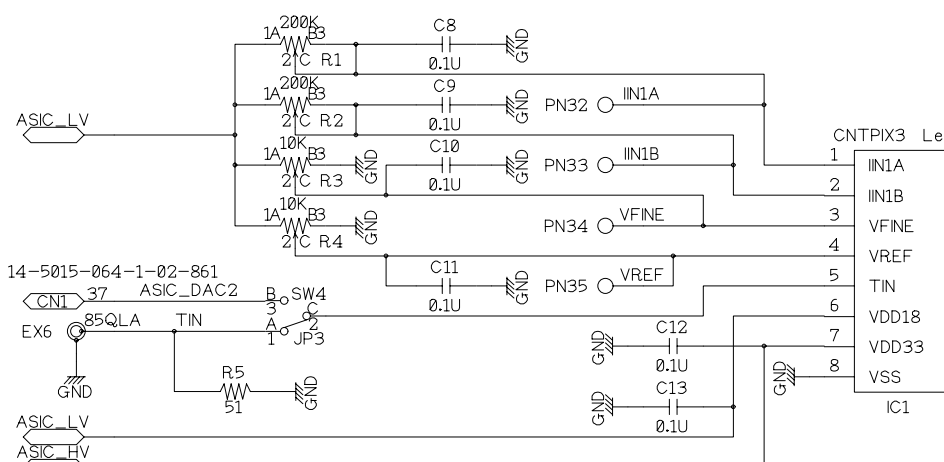 200K
1A B3 C8
2 C R1 0.1U GND
200K
1A B3 C9
PN32 IIN1A
ASIC_LV
2 C R2 0.1U GND
CNTPIX3 Le
10K
1A B3 C10
GND
PN33 IIN1B 1 IIN1A
2 C R3 0.1U GND
2 IIN1B
10K
1A B3
GND
PN34 VFINE 3 VFINE
2 C R4
4 VREF
14-5015-064-1-02-861
C11
PN35 VREF
CN1 37 ASIC_DAC2 B SW4
3
0.1U GND
5 TIN
C
2
6 VDD18
EX6 85QLA TIN A
1 JP3
GND C12
0.1U
7 VDD33
GND
R5
51 GND
GND C13
0.1U
GND 8 VSS
IC1
ASIC_LV
ASIC_HV